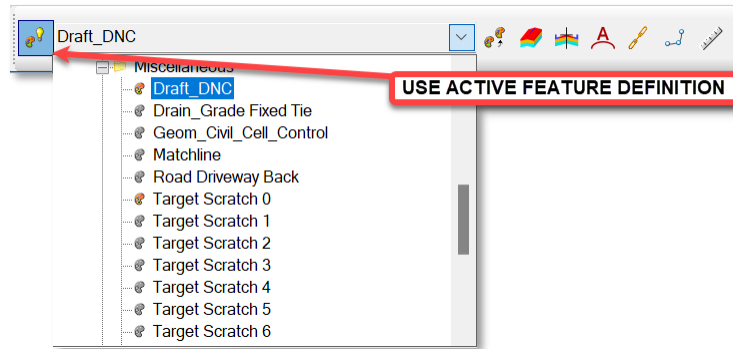 Draft_DNC
A
Miscellaneous
Draft_DNC
USE ACTIVE FEATURE DEFINITION
Drain_Grade Fixed Tie
Geom_Civil_Cell_Control
Matchline
Road Driveway Back
Target Scratch 0
Target Scratch 1
Target Scratch 2
Target Scratch 3
Target Scratch 4
Target Scratch 5
Target Scratch 6